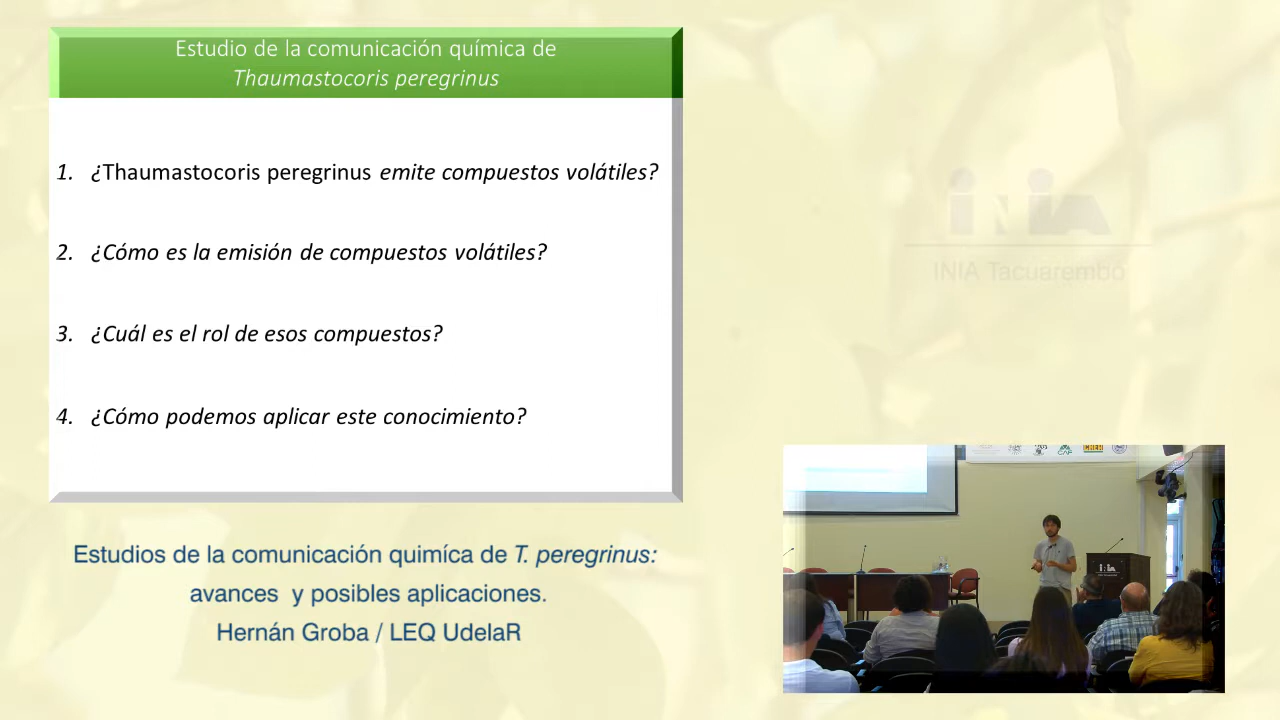 Estudio de la comunicación química de
Thaumastocoris peregrinus
1. ¿Thaumastocoris peregrinus emite compuestos volátiles?
2. ¿Cómo es la emisión de compuestos volátiles?
3. ¿Cuál es el rol de esos compuestos?
4. ¿Cómo podemos aplicar este conocimiento?
Estudios de la comunicación quimíca de T. peregrinus:
avances y posibles aplicaciones.
Hernán Groba / LEQ UdelaR
iNiA
INIA Tacuarembó
CAF
iNiA